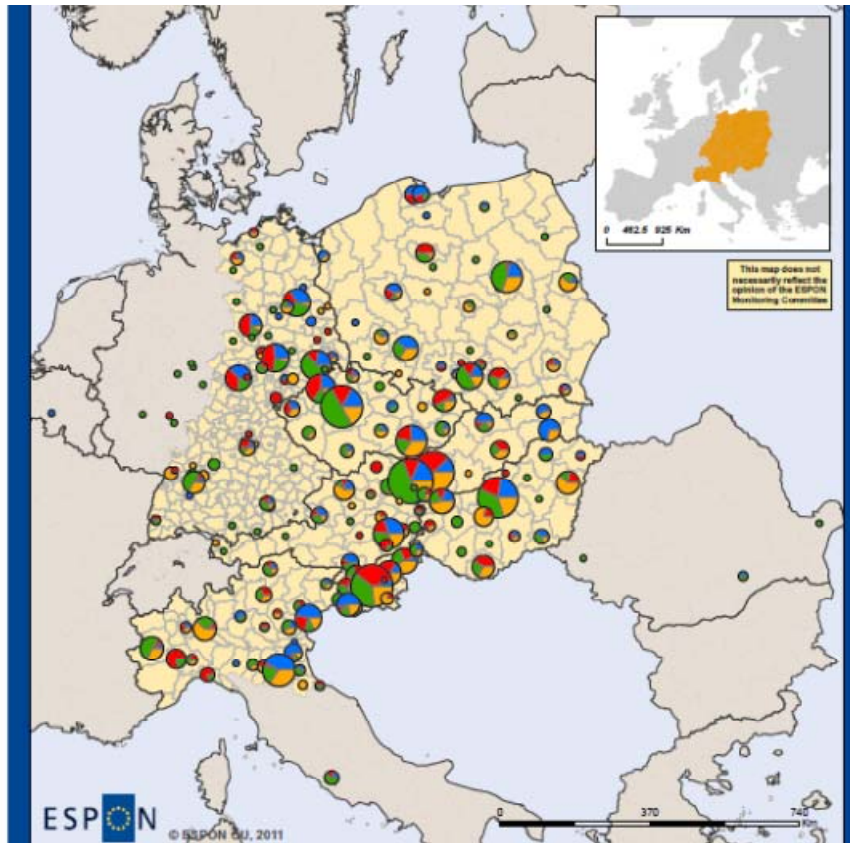 0 462.5 925 Km
This map does not
necessarily reflect the
opinion of the ESPON
Monitoring Committee
0 370 740
Km
ESPON
© ESPON CU, 2011